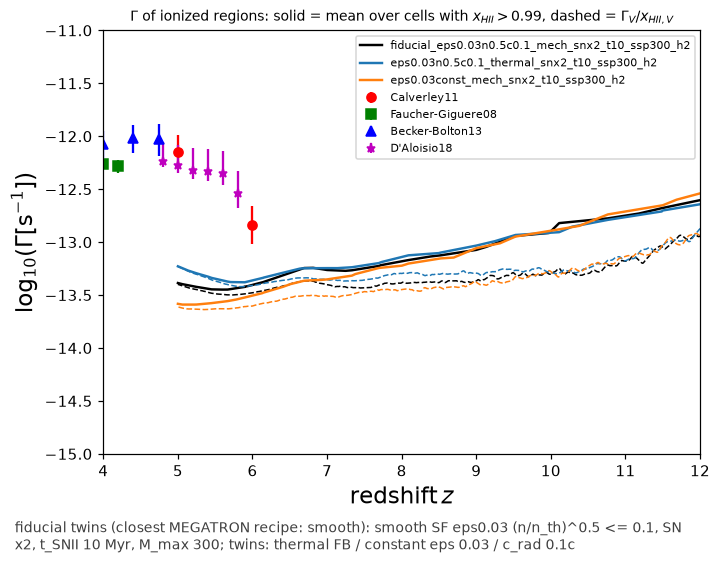 Γ of ionized regions: solid = mean over cells with x_HII > 0.99, dashed = Γ_V/x_HII,V
fiducial_eps0.03n0.5c0.1_mech_snx2_t10_ssp300_h2
eps0.03n0.5c0.1_thermal_snx2_t10_ssp300_h2
eps0.03const_mech_snx2_t10_ssp300_h2
Calverley11
Faucher-Giguere08
Becker-Bolton13
D'Aloisio18
log₁₀(Γ[s⁻¹])
−11.0
−11.5
−12.0
−12.5
−13.0
−13.5
−14.0
−14.5
−15.0
4 5 6 7 8 9 10 11 12
redshift z
fiducial twins (closest MEGATRON recipe: smooth): smooth SF eps0.03 (n/n_th)^0.5 <= 0.1, SN
x2, t_SNII 10 Myr, M_max 300; twins: thermal FB / constant eps 0.03 / c_rad 0.1c